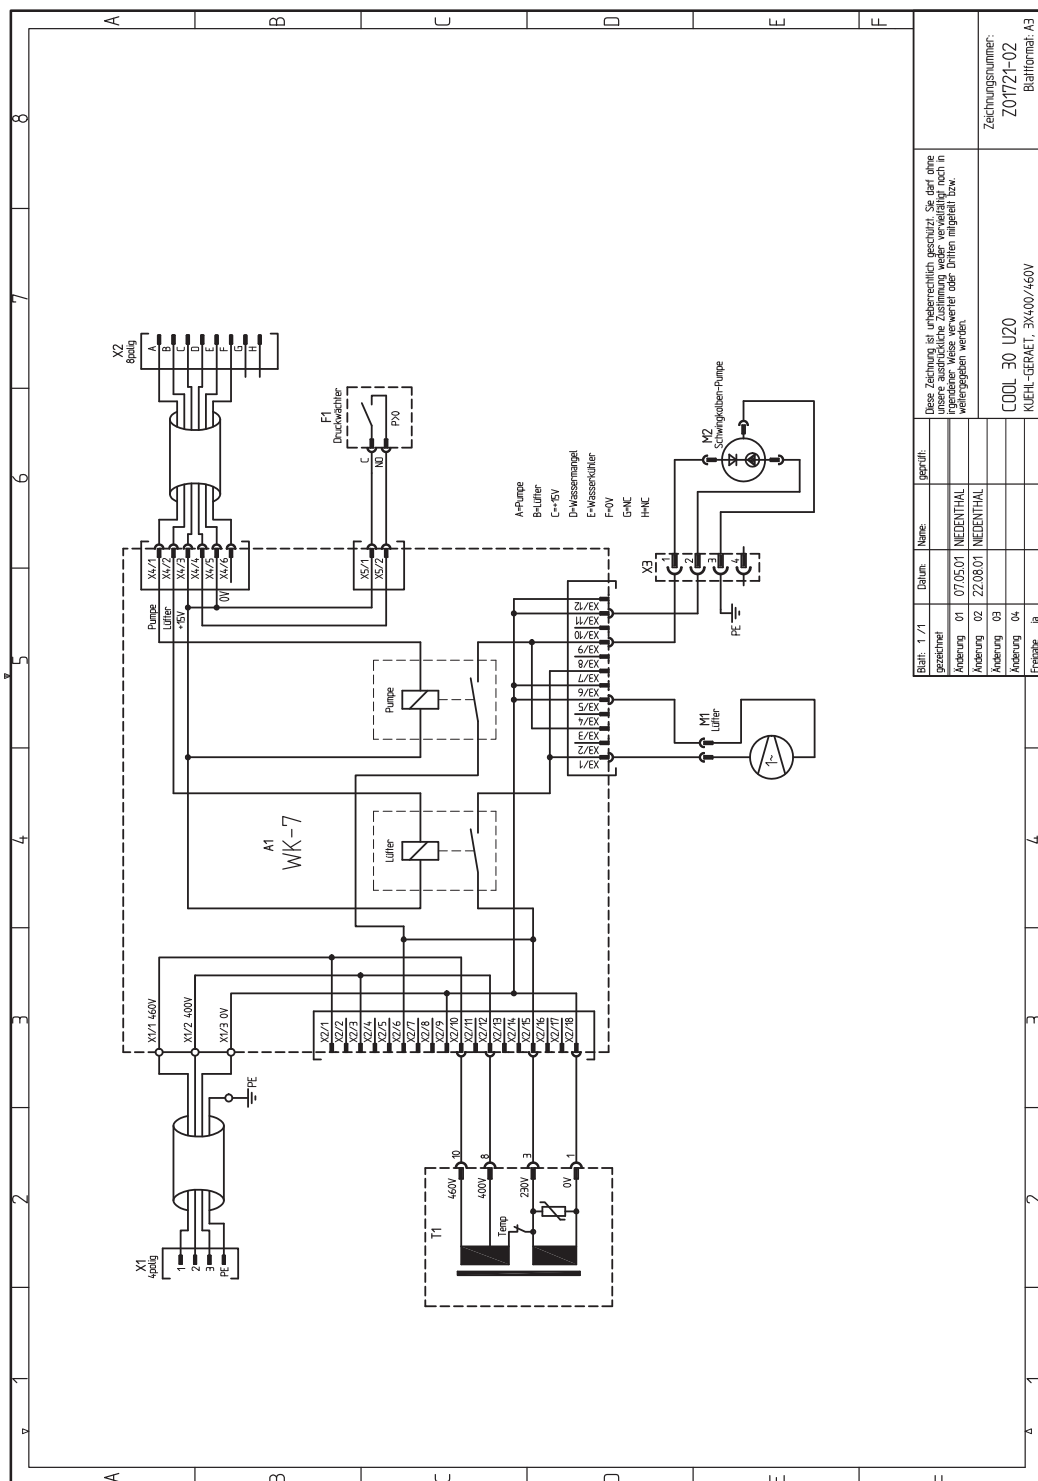 A
B
C
D
E
F
8
7
6
5
4
3
2
1
X2
8polig
A
B
C
D
E
F
G
H
F1
Druckwächter
P>0
C
NO
A=Pumpe
B=Lüfter
C=+15V
D=Wassermangel
E=Wasserkühler
F=0V
G=NC
H=NC
M2
Schwingkolben-Pumpe
X4/1
X4/2
X4/3
X4/4
X4/5
X4/6
Pumpe
Lüfter
+15V
0V
X5/1
X5/2
X3
1
2
3
4
PE
X3/12
X3/11
X3/10
X3/9
X3/8
X3/7
X3/6
X3/5
X3/4
X3/3
X3/2
X3/1
Pumpe
M1
Lüfter
1~
A1
WK-7
Lüfter
X1/1 460V
X1/2 400V
X1/3 0V
X2/1
X2/2
X2/3
X2/4
X2/5
X2/6
X2/7
X2/8
X2/9
X2/10
X2/11
X2/12
X2/13
X2/14
X2/15
X2/16
X2/17
X2/18
PE
X1
4polig
1
2
3
PE
T1
460V
400V
230V
0V
10
8
3
1
Temp
4
3
2
1
A
B
C
D
E
Blatt: 1 /1
Datum:
Name:
geprüft:
gezeichnet
Änderung 01 07.05.01 NIEDENTHAL
Änderung 02 22.08.01 NIEDENTHAL
Änderung 03
Änderung 04
Freigabe ja
Diese Zeichnung ist urheberrechtlich geschützt. Sie darf ohne
unsere ausdrückliche Zustimmung weder vervielfältigt noch in
irgendeiner Weise verwertet oder Dritten mitgeteilt bzw.
weitergegeben werden.
COOL 30 U20
KUEHL-GERAET, 3X400/460V
Zeichnungsnummer:
Z01721-02
Blattformat: A3